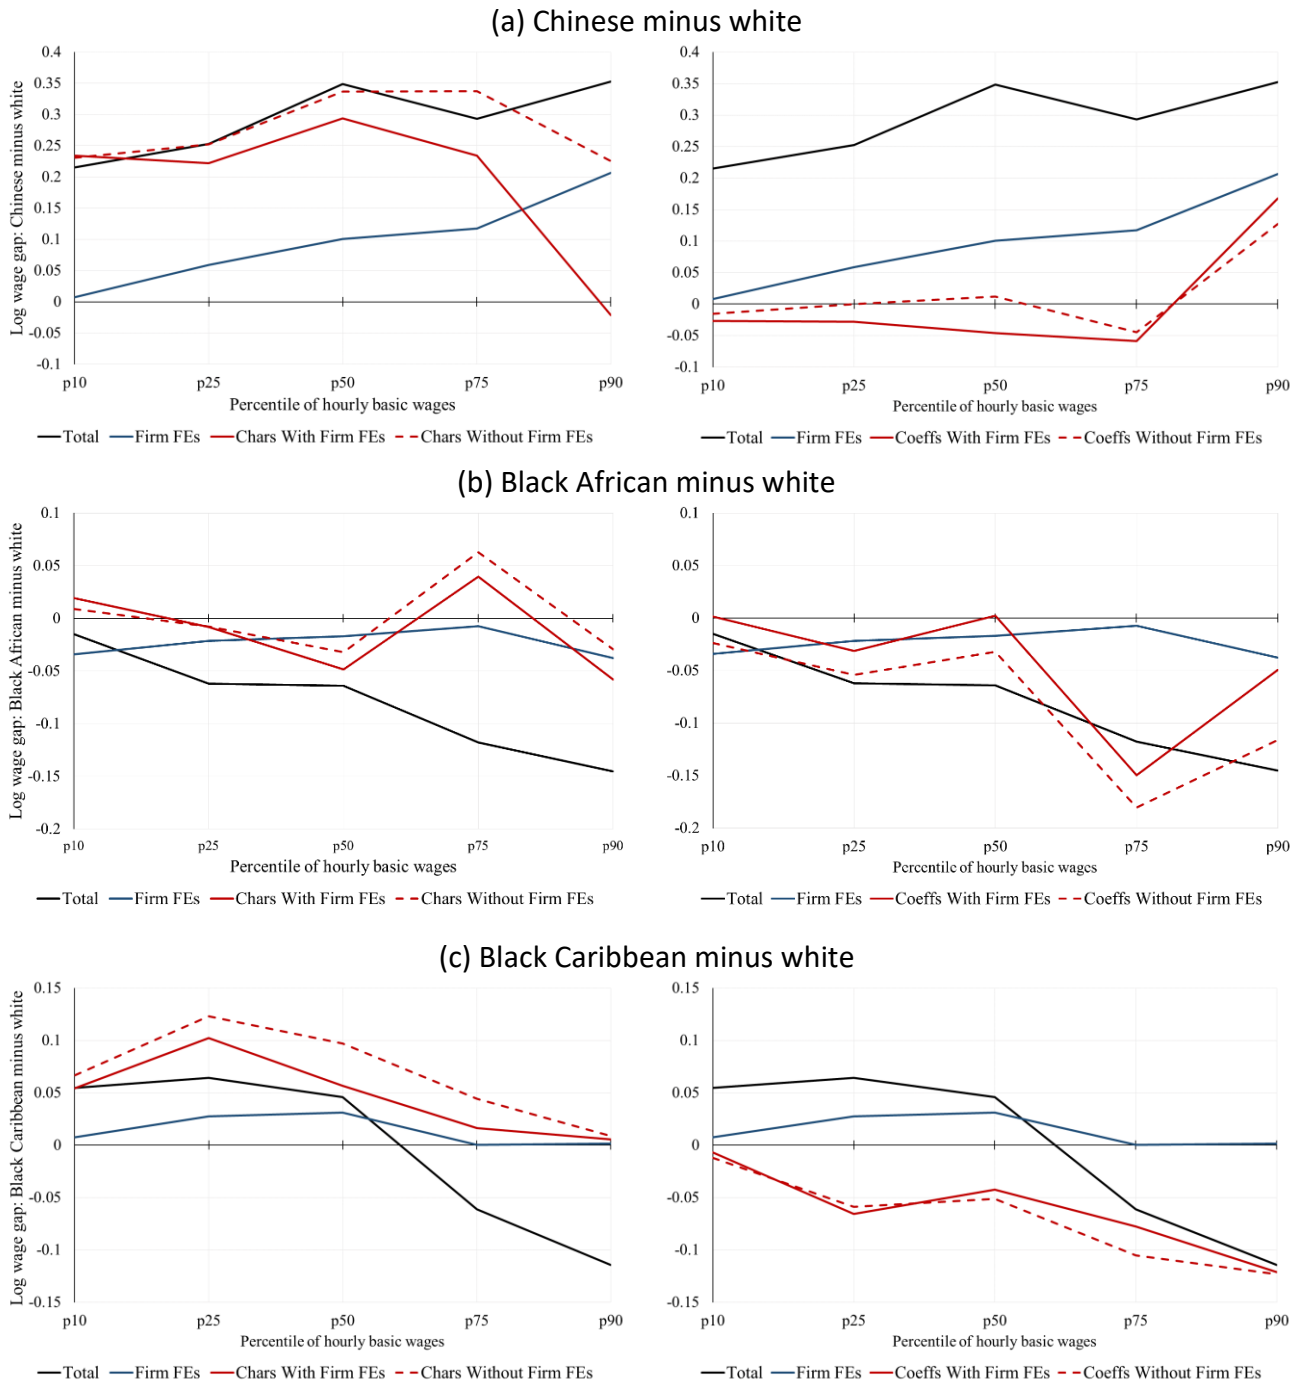 (a) Chinese minus white
Log wage gap: Chinese minus white
0.4
0.35
0.3
0.25
0.2
0.15
0.1
0.05
0
-0.05
-0.1
p10 p25 p50 p75 p90
Percentile of hourly basic wages
Total Firm FEs Chars With Firm FEs Chars Without Firm FEs
0.4
0.35
0.3
0.25
0.2
0.15
0.1
0.05
0
-0.05
-0.1
p10 p25 p50 p75 p90
Percentile of hourly basic wages
Total Firm FEs Coeffs With Firm FEs Coeffs Without Firm FEs
(b) Black African minus white
Log wage gap: Black African minus white
0.1
0.05
0
-0.05
-0.1
-0.15
-0.2
p10 p25 p50 p75 p90
Percentile of hourly basic wages
Total Firm FEs Chars With Firm FEs Chars Without Firm FEs
0.1
0.05
0
-0.05
-0.1
-0.15
-0.2
p10 p25 p50 p75 p90
Percentile of hourly basic wages
Total Firm FEs Coeffs With Firm FEs Coeffs Without Firm FEs
(c) Black Caribbean minus white
Log wage gap: Black Caribbean minus white
0.15
0.1
0.05
0
-0.05
-0.1
-0.15
p10 p25 p50 p75 p90
Percentile of hourly basic wages
Total Firm FEs Chars With Firm FEs Chars Without Firm FEs
0.15
0.1
0.05
0
-0.05
-0.1
-0.15
p10 p25 p50 p75 p90
Percentile of hourly basic wages
Total Firm FEs Coeffs With Firm FEs Coeffs Without Firm FEs